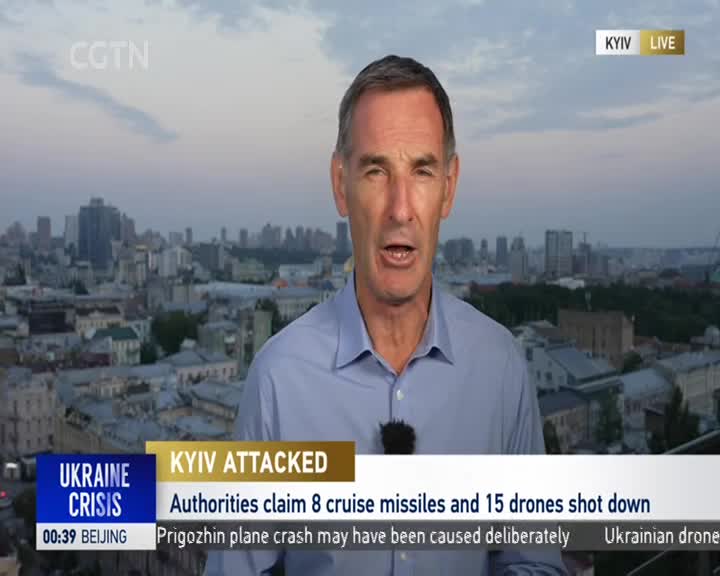 CGTN
KYIV LIVE
KYIV ATTACKED
UKRAINE
CRISIS
Authorities claim 8 cruise missiles and 15 drones shot down
00:39 BEIJING
Prigozhin plane crash may have been caused deliberately Ukrainian drone